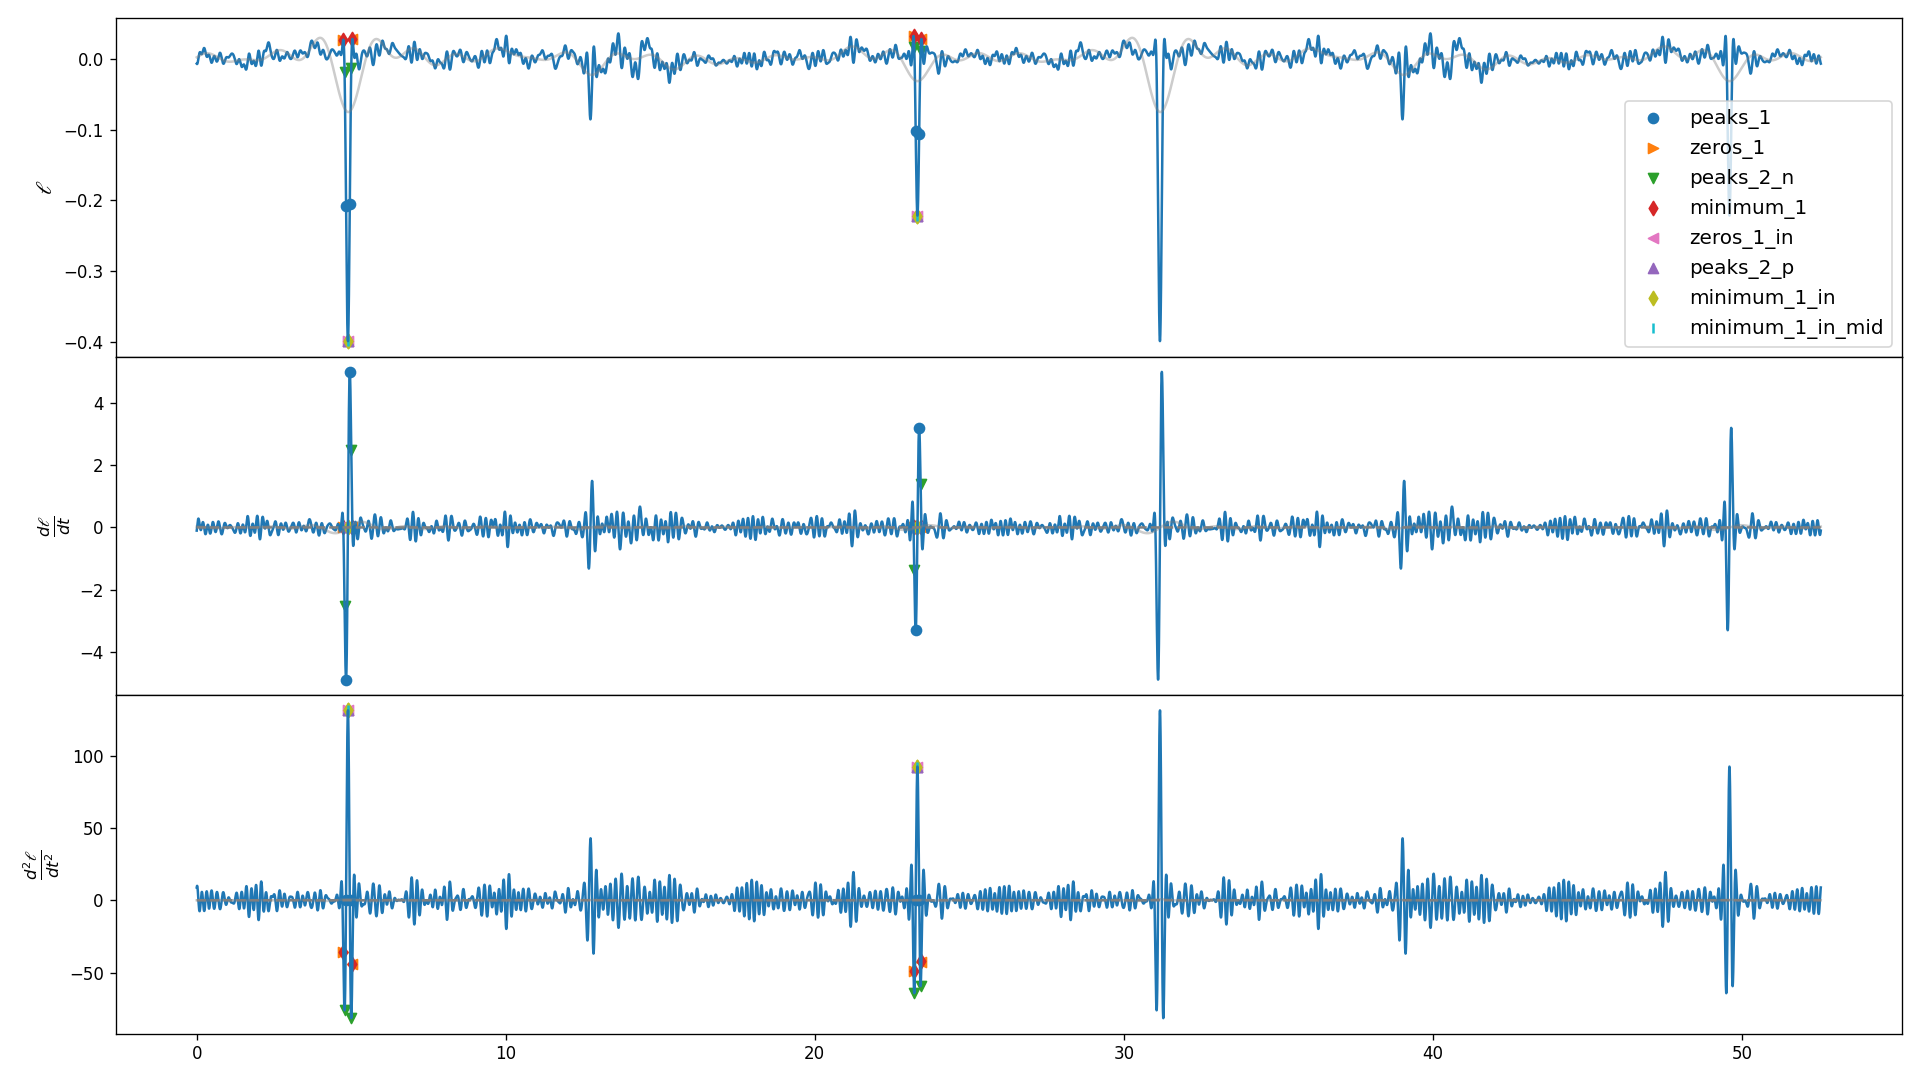 0.0
−0.1
−0.2
−0.3
−0.4
ℓ
peaks_1
zeros_1
peaks_2_n
minimum_1
zeros_1_in
peaks_2_p
minimum_1_in
minimum_1_in_mid
4
2
0
−2
−4
dℓ
dt
100
50
0
−50
d²ℓ
dt²
0 10 20 30 40 50